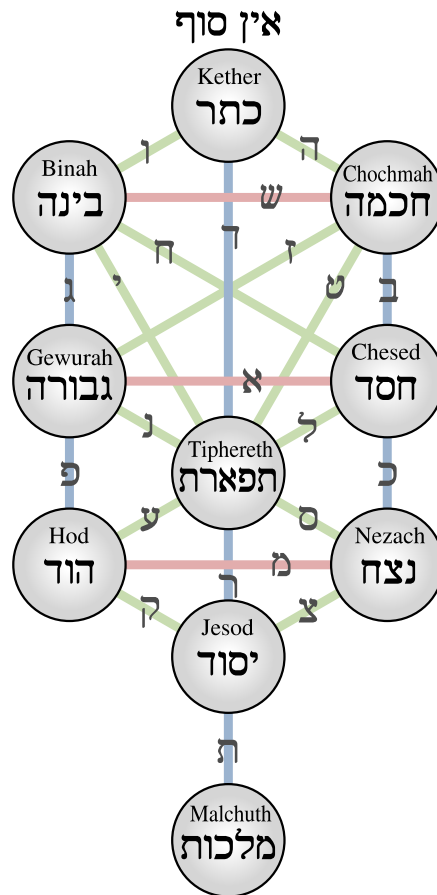 אין סוף
Kether
כתר
ו
ה
Binah
בינה
Chochmah
חכמה
ש
ד
ח
ז
ג
י
ט
ב
Gewurah
גבורה
Chesed
חסד
א
נ
ל
Tiphereth
תפארת
פ
כ
ע
ס
Hod
הוד
Nezach
נצח
מ
ר
ק
צ
Jesod
יסוד
ת
Malchuth
מלכות